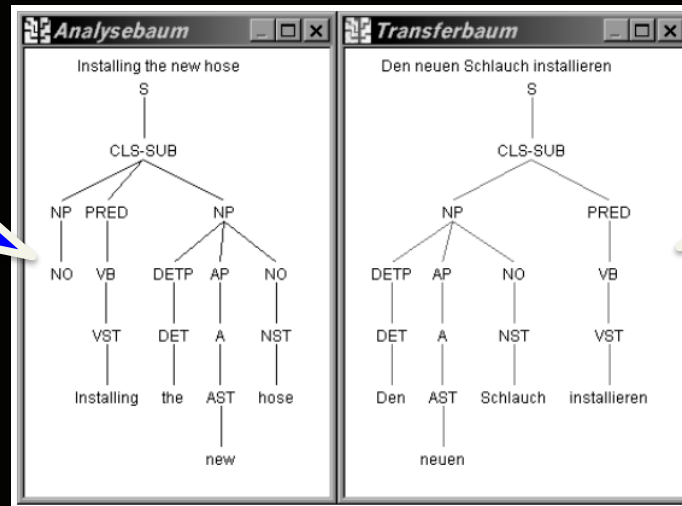 Analysebaum
Installing the new hose
S
CLS-SUB
NP PRED NP
NO VB DETP AP NO
VST DET A NST
Installing the AST hose
new
Transferbaum
Den neuen Schlauch installieren
S
CLS-SUB
NP PRED
DETP AP NO VB
DET A NST VST
Den AST Schlauch installieren
neuen